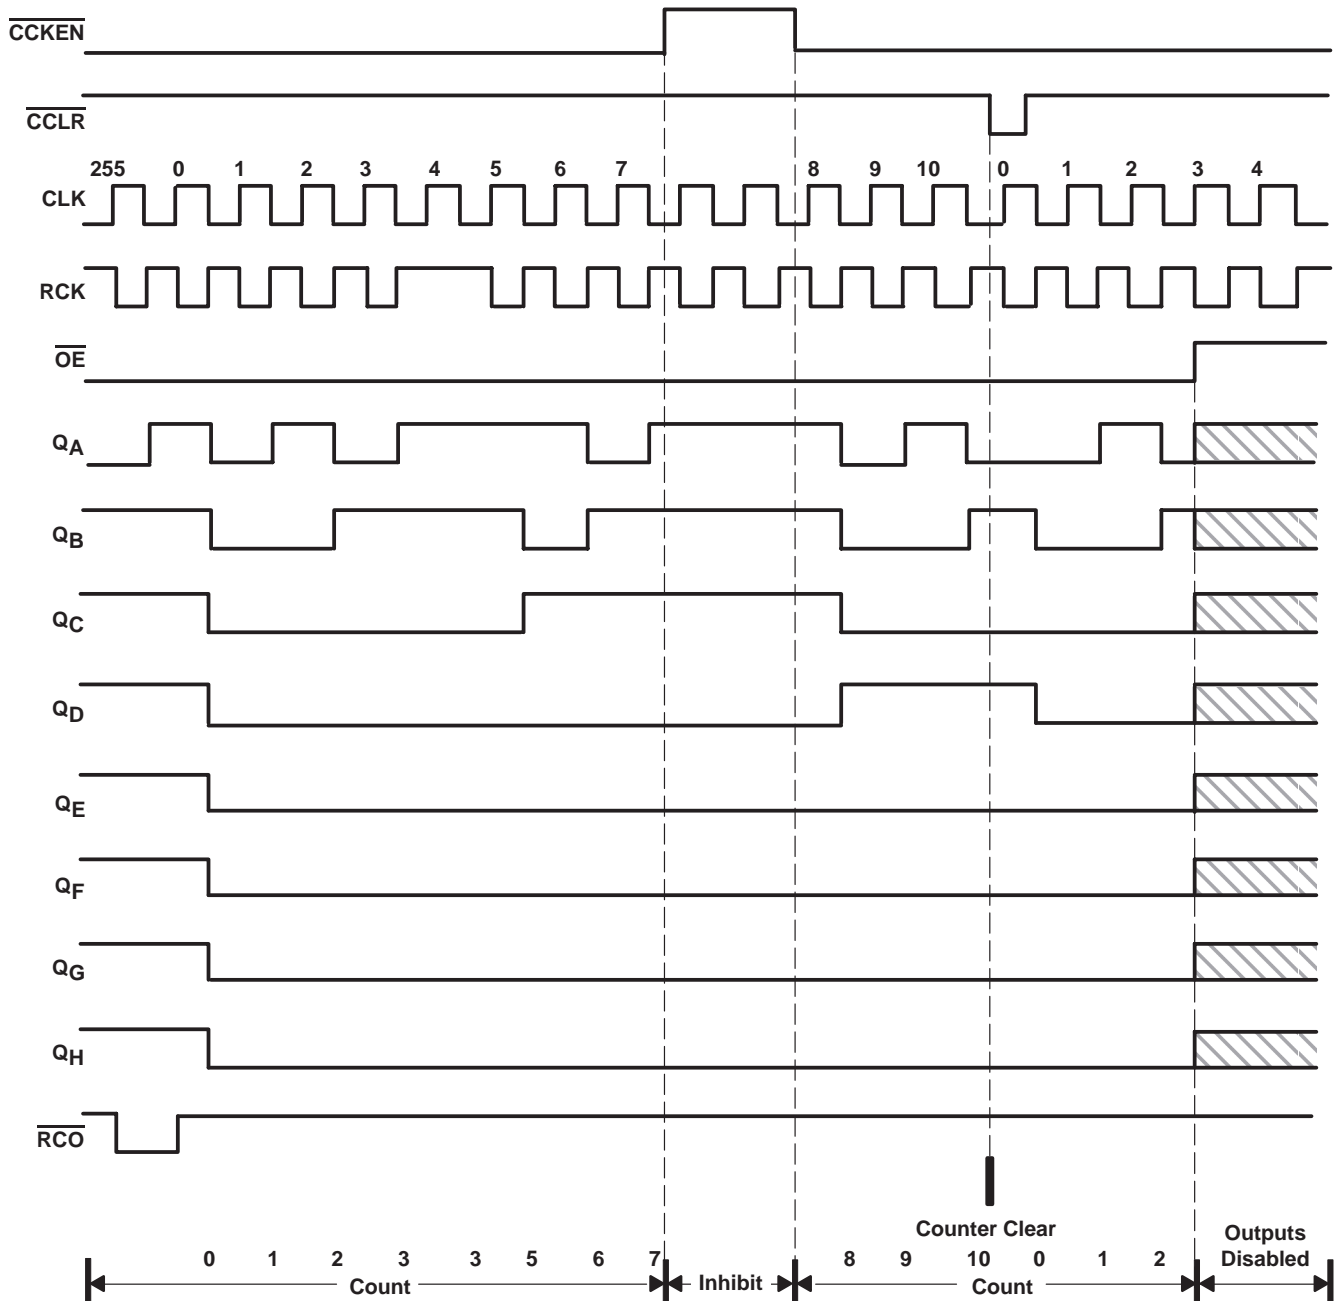 CCKEN
CCLR
255 0 1 2 3 4 5 6 7 8 9 10 0 1 2 3 4
CLK
RCK
OE
QA
QB
QC
QD
QE
QF
QG
QH
RCO
Counter Clear
Outputs
Disabled
0 1 2 3 3 5 6 7 8 9 10 0 1 2
Count Inhibit Count